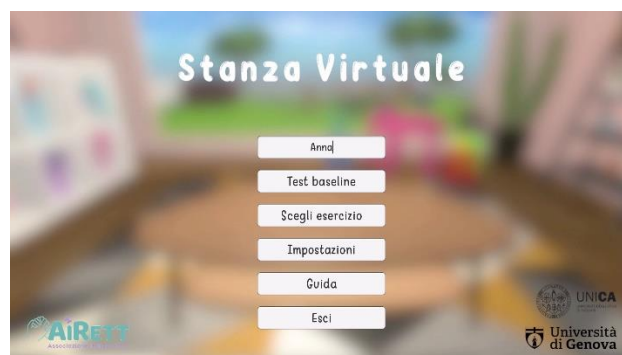 Stanza Virtuale
Anna
Test baseline
Scegli esercizio
Impostazioni
Guida
Esci
AIRETT
UNICA
Università
di Genova